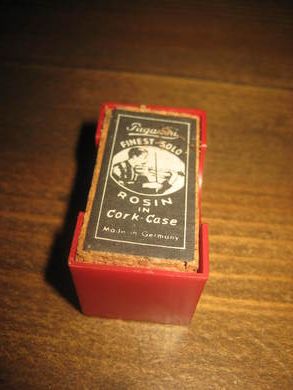 Paganini
FINEST SOLO
ROSIN
IN
Cork-Case
Made in Germany